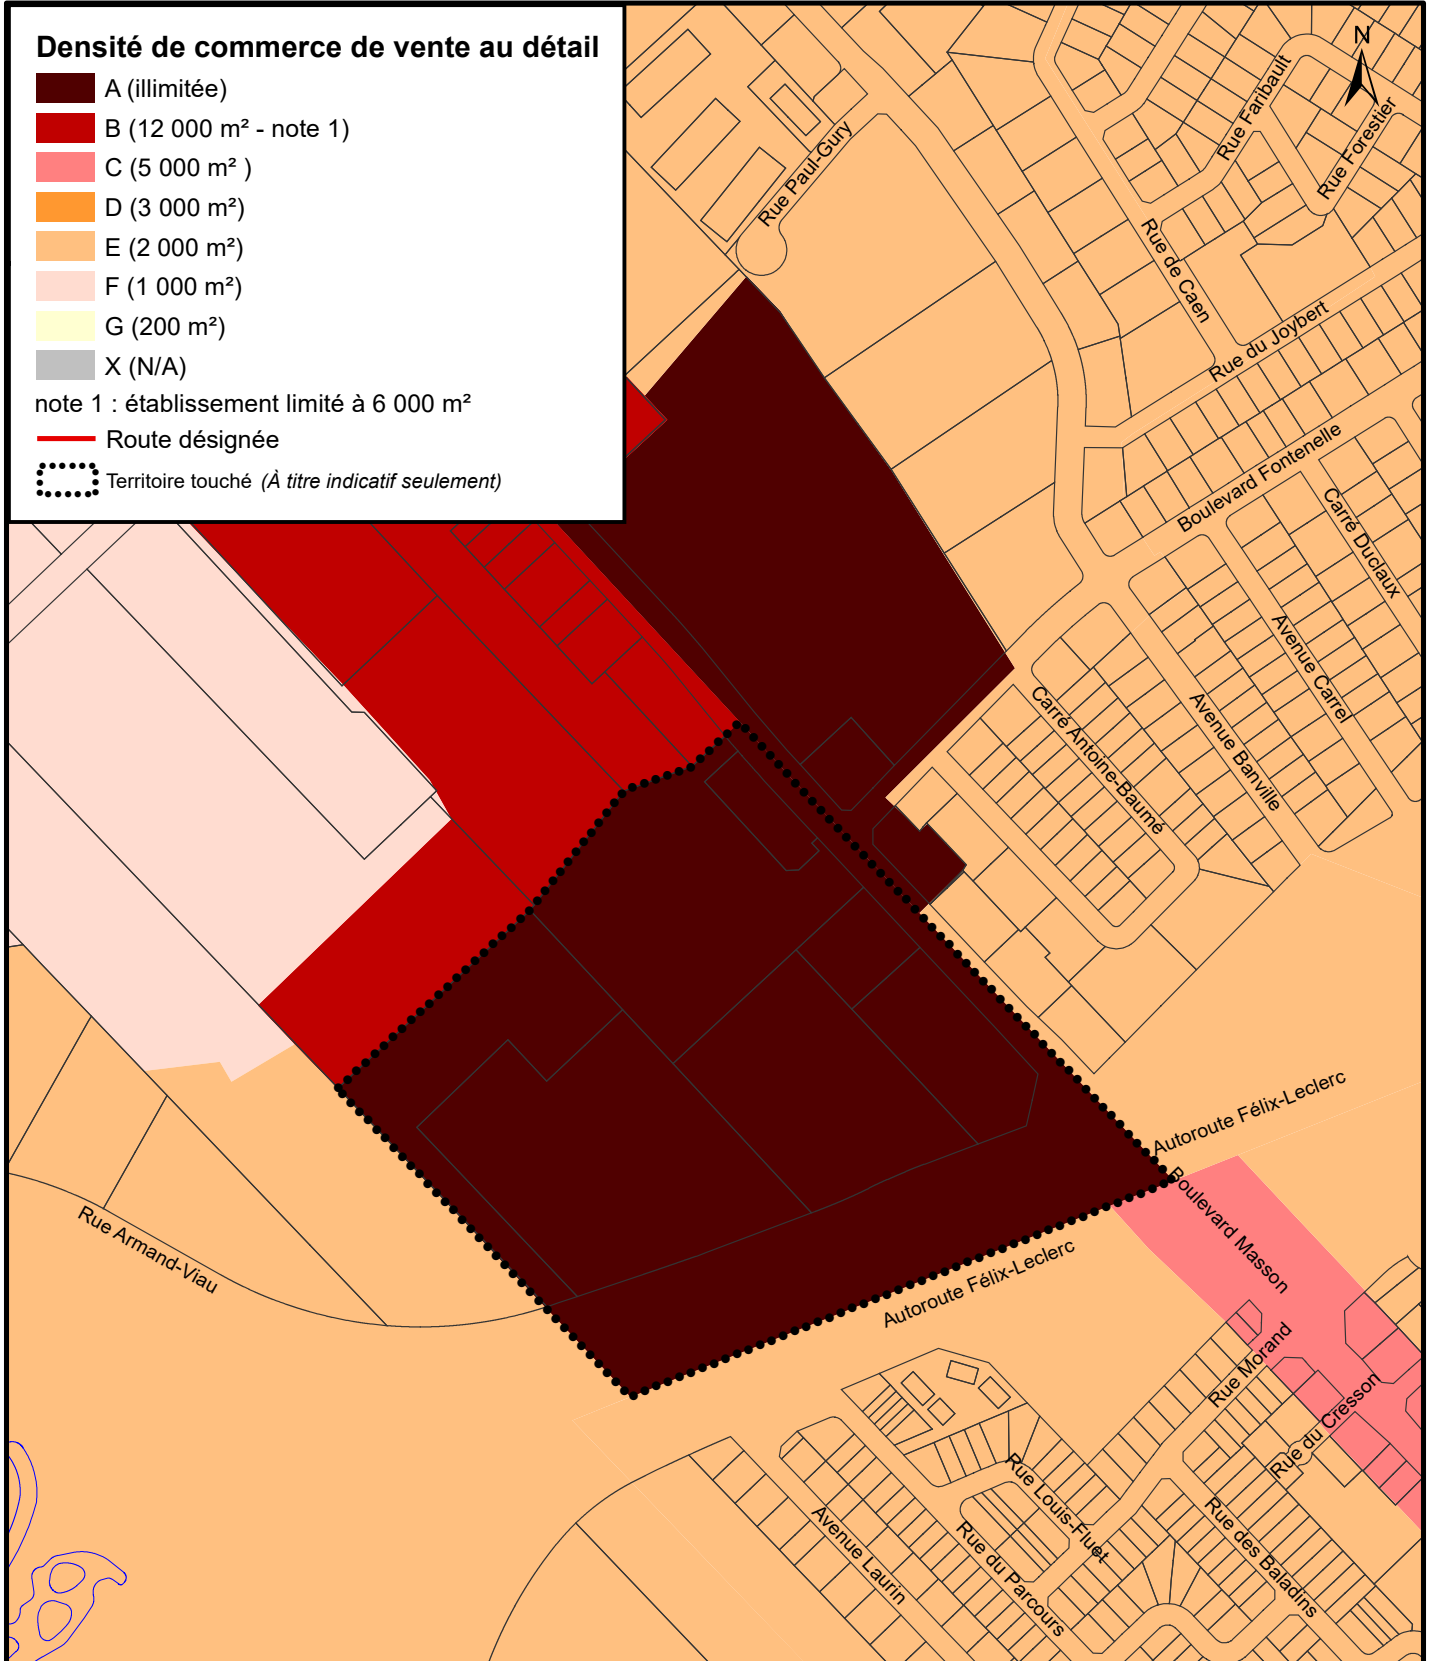 Densité de commerce de vente au détail
A (illimitée)
B (12 000 m² - note 1)
C (5 000 m² )
D (3 000 m²)
E (2 000 m²)
F (1 000 m²)
G (200 m²)
X (N/A)
note 1 : établissement limité à 6 000 m²
Route désignée
Territoire touché (À titre indicatif seulement)
N
Rue Paul-Gury
Rue Faribault
Rue Forestier
Rue de Caen
Rue du Joybert
Boulevard Fontenelle
Carré Duclaux
Avenue Carrel
Avenue Banville
Carré Antoine-Baumé
Autoroute Félix-Leclerc
Boulevard Masson
Rue Armand-Viau
Autoroute Félix-Leclerc
Rue Morand
Rue du Cresson
Rue Louis-Fluet
Rue des Baladins
Rue du Parcours
Avenue Laurin